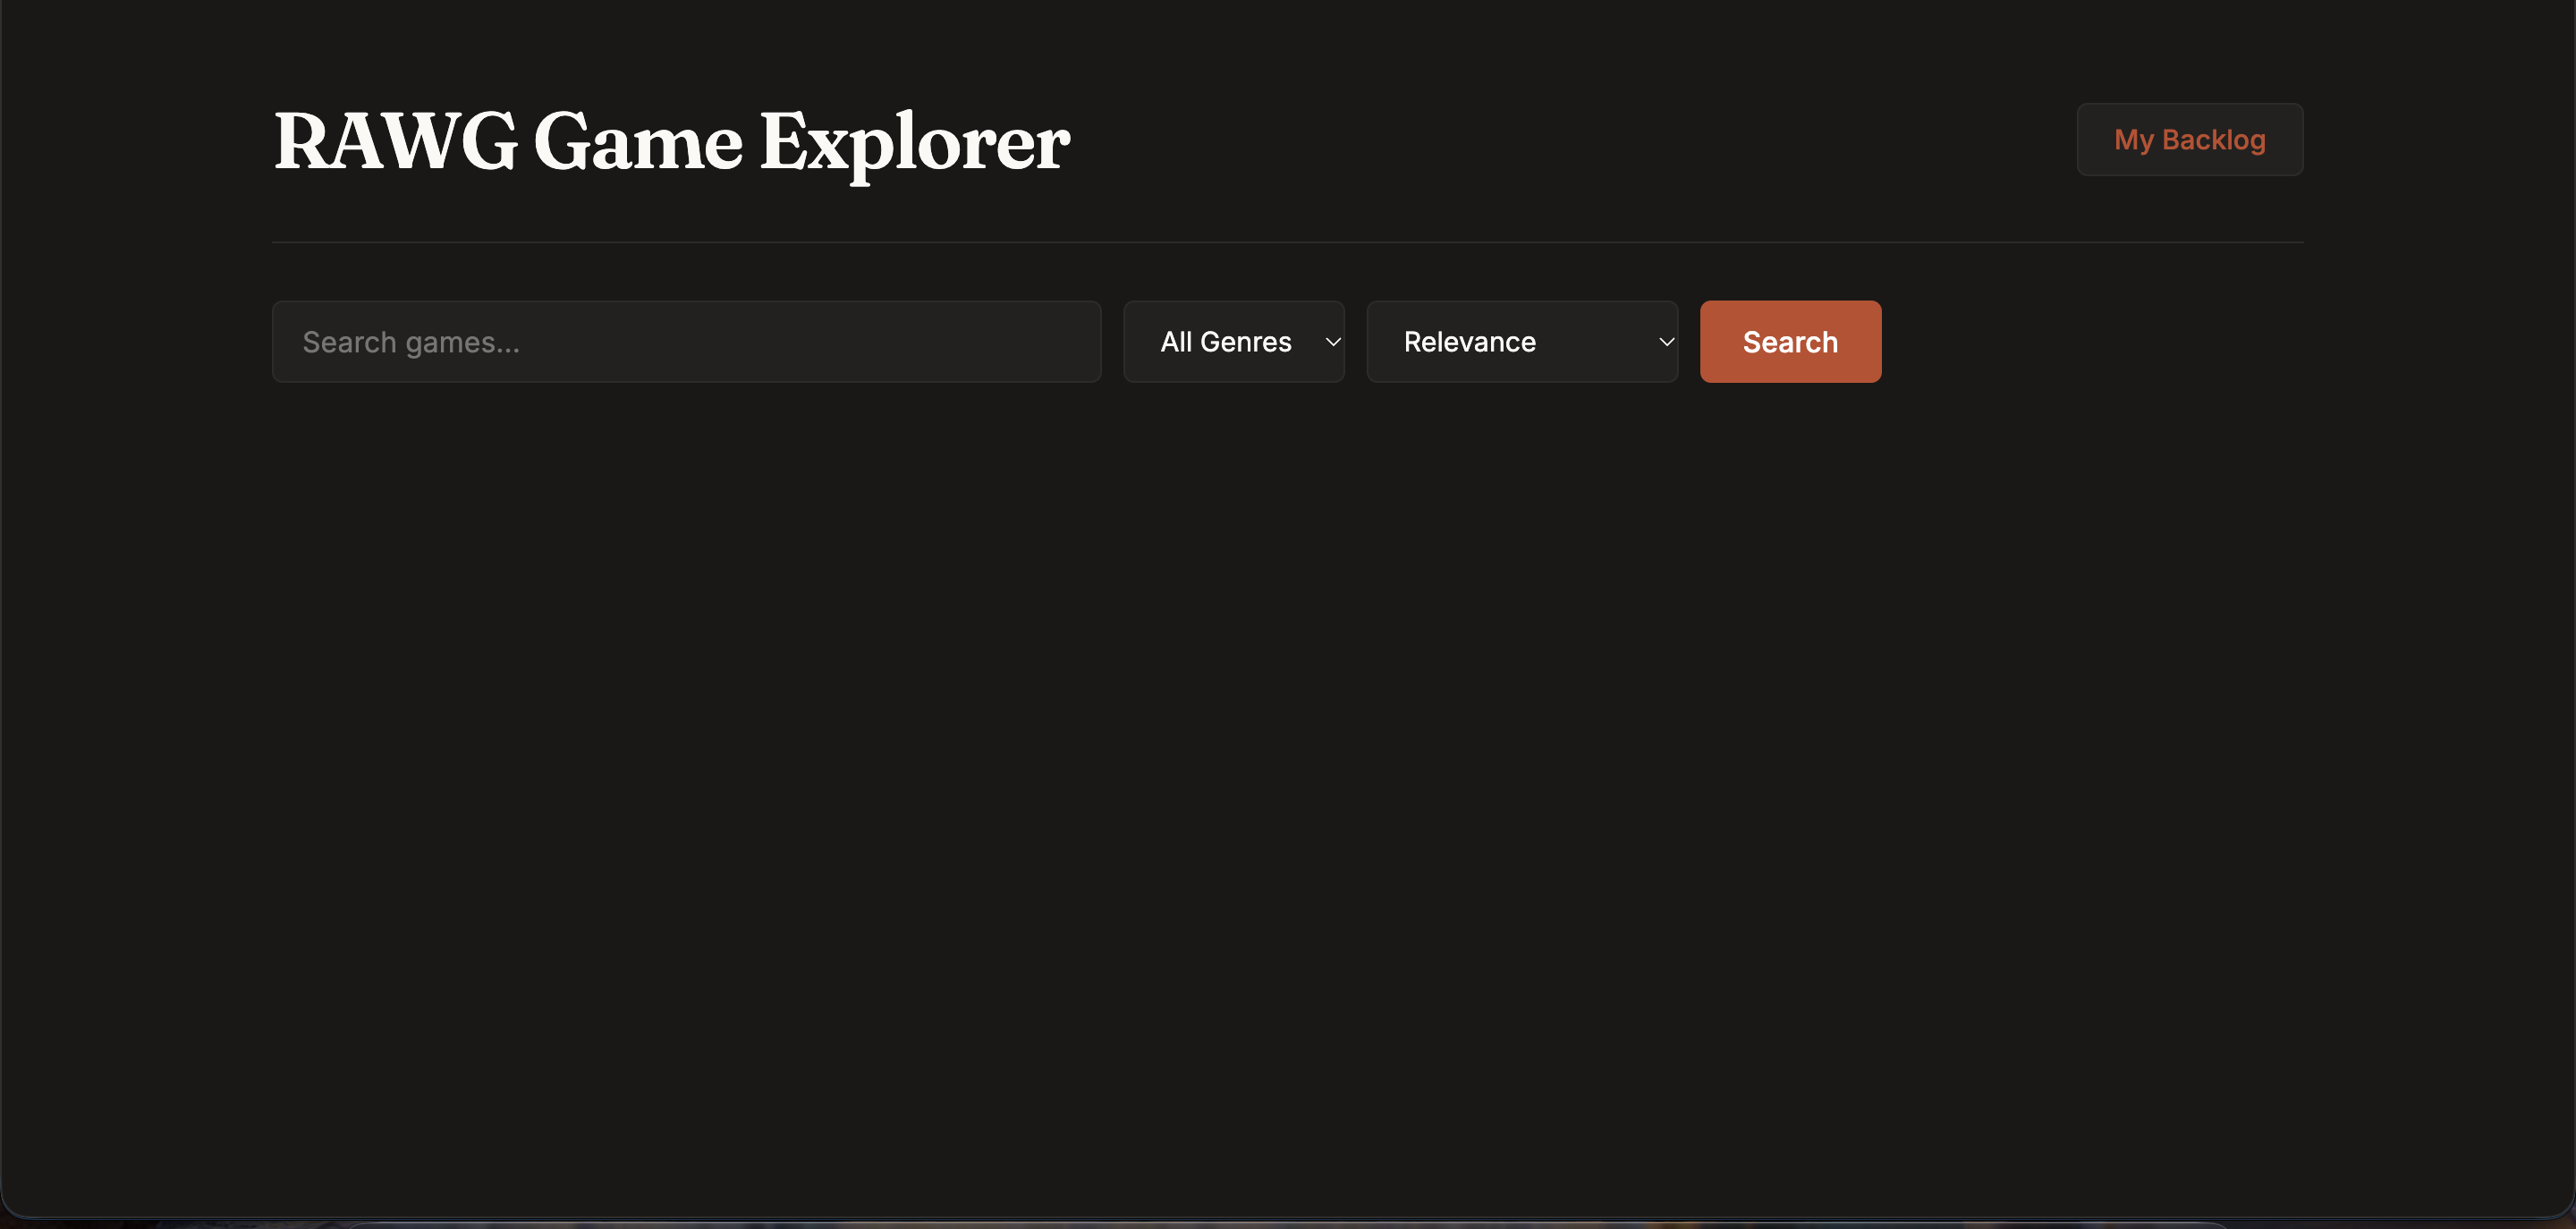 RAWG Game Explorer
My Backlog
Search games...
All Genres
Relevance
Search